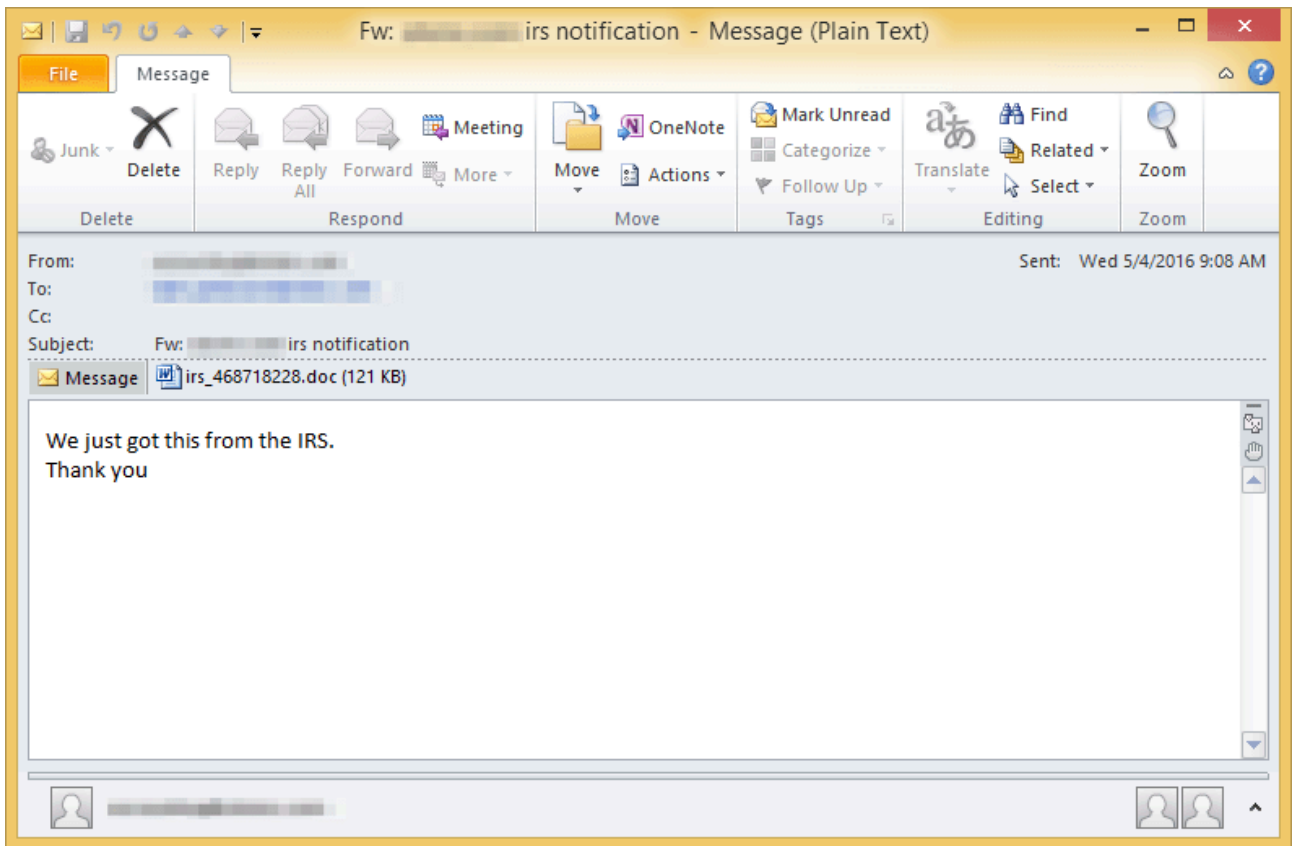 Fw: irs notification - Message (Plain Text)
File Message
Junk
Delete
Reply
Reply All
Forward
Meeting
More
Move
OneNote
Actions
Mark Unread
Categorize
Follow Up
Translate
Find
Related
Select
Zoom
Delete Respond Move Tags Editing Zoom
From: Sent: Wed 5/4/2016 9:08 AM
To:
Cc:
Subject: Fw: irs notification
Message irs_468718228.doc (121 KB)
We just got this from the IRS.
Thank you